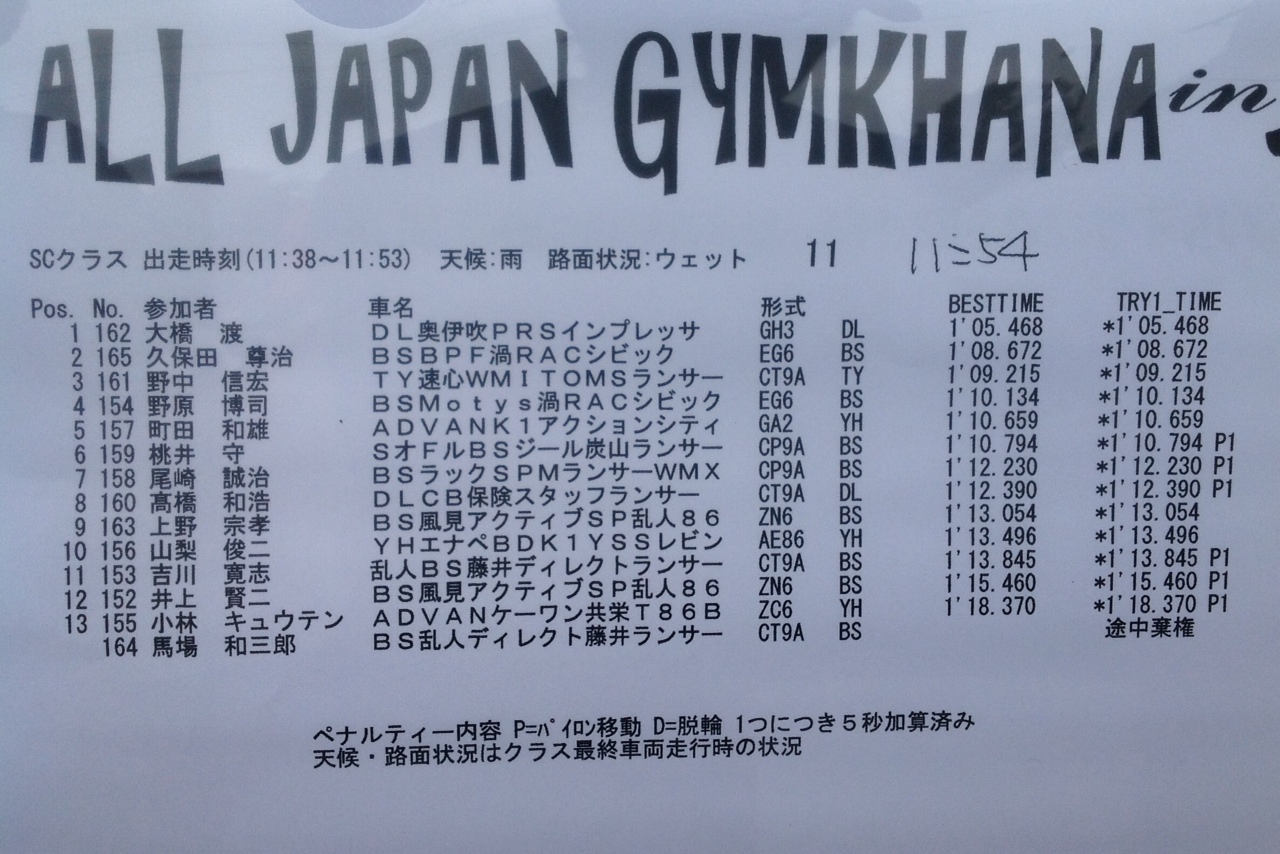 ALL JAPAN GYMKHANA in
SCクラス 出走時刻(11:38～11:53) 天候:雨 路面状況:ウェット 11 11:54
Pos. No. 参加者 車名 形式 BESTTIME TRY1_TIME
1 162 大橋 渡 ＤＬ奥伊吹ＰＲＳインプレッサ GH3 DL 1'05.468 *1'05.468
2 165 久保田 尊治 ＢＳＢＰＦ渦ＲＡＣシビック EG6 BS 1'08.672 *1'08.672
3 161 野中 信宏 ＴＹ速心ＷＭＩＴＯＭＳランサー CT9A TY 1'09.215 *1'09.215
4 154 野原 博司 ＢＳＭｏｔｙｓ渦ＲＡＣシビック EG6 BS 1'10.134 *1'10.134
5 157 町田 和雄 ＡＤＶＡＮＫ１アクションシティ GA2 YH 1'10.659 *1'10.659
6 159 桃井 守 ＳオフルＢＳジール炭山ランサー CP9A BS 1'10.794 *1'10.794 P1
7 158 尾崎 誠治 ＢＳラックＳＰＭランサーＷＭＸ CP9A BS 1'12.230 *1'12.230 P1
8 160 髙橋 和浩 ＤＬＣＢ保険スタッフランサー CT9A DL 1'12.390 *1'12.390 P1
9 163 上野 宗孝 ＢＳ風見アクティブＳＰ乱人８６ ZN6 BS 1'13.054 *1'13.054
10 156 山梨 俊二 ＹＨエナペＢＤＫ１ＹＳＳレビン AE86 YH 1'13.496 *1'13.496
11 153 吉川 寛志 乱人ＢＳ藤井ディレクトランサー CT9A BS 1'13.845 *1'13.845 P1
12 152 井上 賢二 ＢＳ風見アクティブＳＰ乱人８６ ZN6 BS 1'15.460 *1'15.460 P1
13 155 小林 キュウテン ＡＤＶＡＮケーワン共栄Ｔ８６Ｂ ZC6 YH 1'18.370 *1'18.370 P1
164 馬場 和三郎 ＢＳ乱人ディレクト藤井ランサー CT9A BS 途中棄権
ペナルティー内容 P=ﾊﾟｲﾛﾝ移動 D=脱輪 1つにつき５秒加算済み
天候・路面状況はクラス最終車両走行時の状況